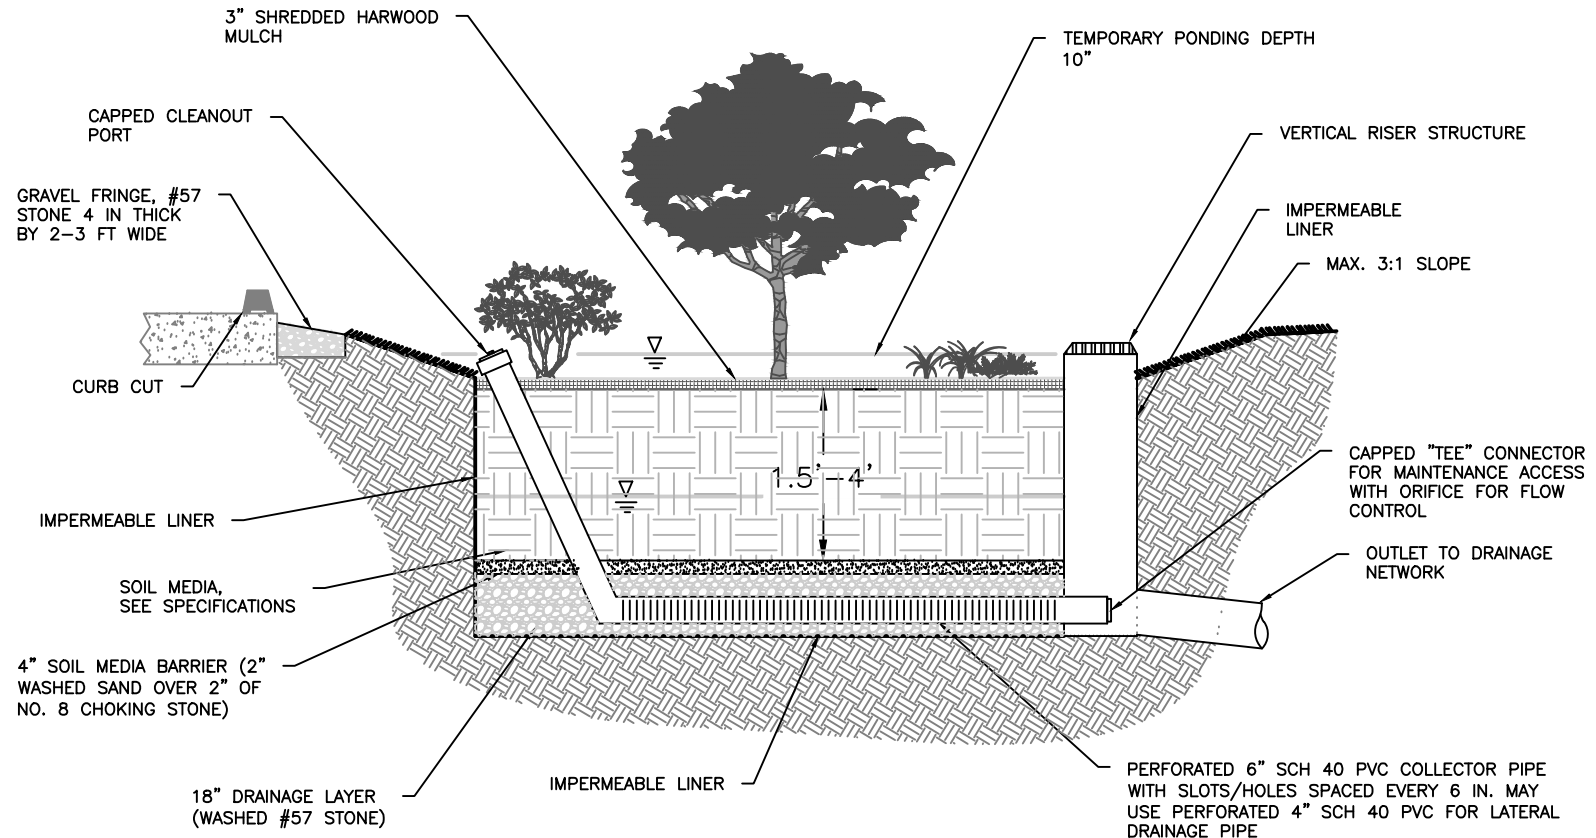 3" SHREDDED HARWOOD
MULCH
TEMPORARY PONDING DEPTH
10"
CAPPED CLEANOUT
PORT
VERTICAL RISER STRUCTURE
GRAVEL FRINGE, #57
STONE 4 IN THICK
BY 2-3 FT WIDE
IMPERMEABLE
LINER
MAX. 3:1 SLOPE
CURB CUT
1.5'-4'
CAPPED "TEE" CONNECTOR
FOR MAINTENANCE ACCESS
WITH ORIFICE FOR FLOW
CONTROL
IMPERMEABLE LINER
OUTLET TO DRAINAGE
NETWORK
SOIL MEDIA,
SEE SPECIFICATIONS
4" SOIL MEDIA BARRIER (2"
WASHED SAND OVER 2" OF
NO. 8 CHOKING STONE)
18" DRAINAGE LAYER
(WASHED #57 STONE)
IMPERMEABLE LINER
PERFORATED 6" SCH 40 PVC COLLECTOR PIPE
WITH SLOTS/HOLES SPACED EVERY 6 IN. MAY
USE PERFORATED 4" SCH 40 PVC FOR LATERAL
DRAINAGE PIPE